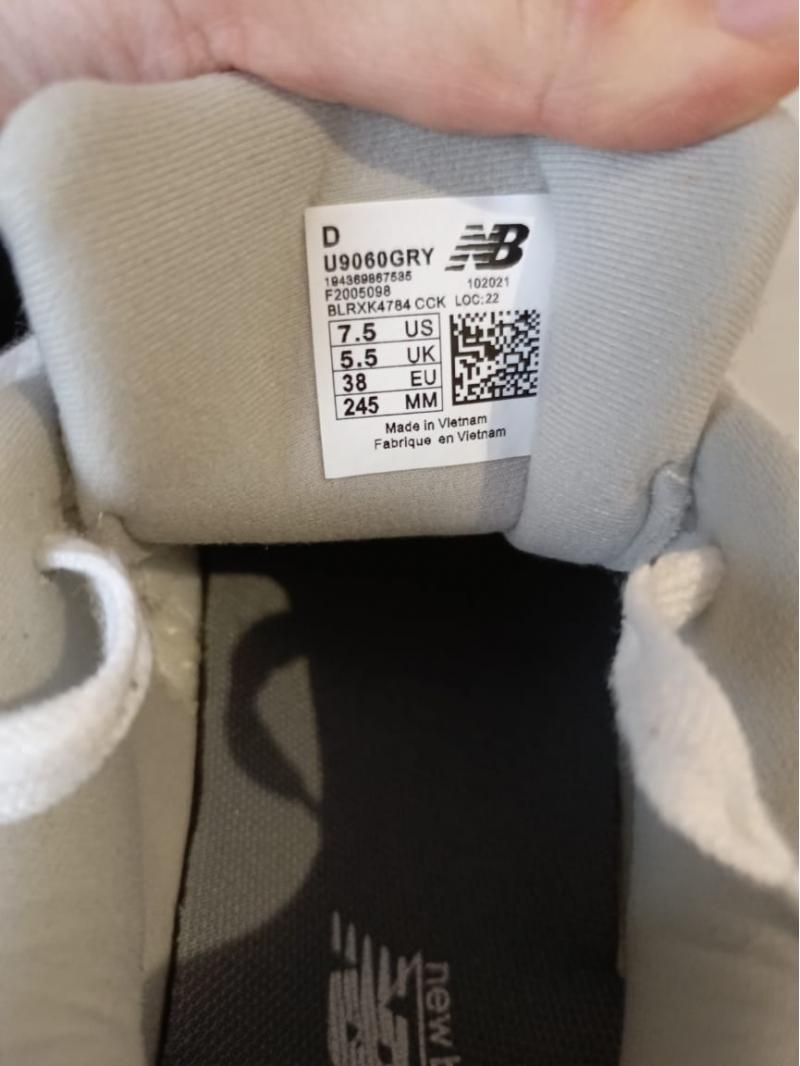 D
NB
U9060GRY
194369867535
102021
F2005098
BLRXK4784 CCK LOC:22
7.5 US
5.5 UK
38 EU
245 MM
Made in Vietnam
Fabrique en Vietnam
new b